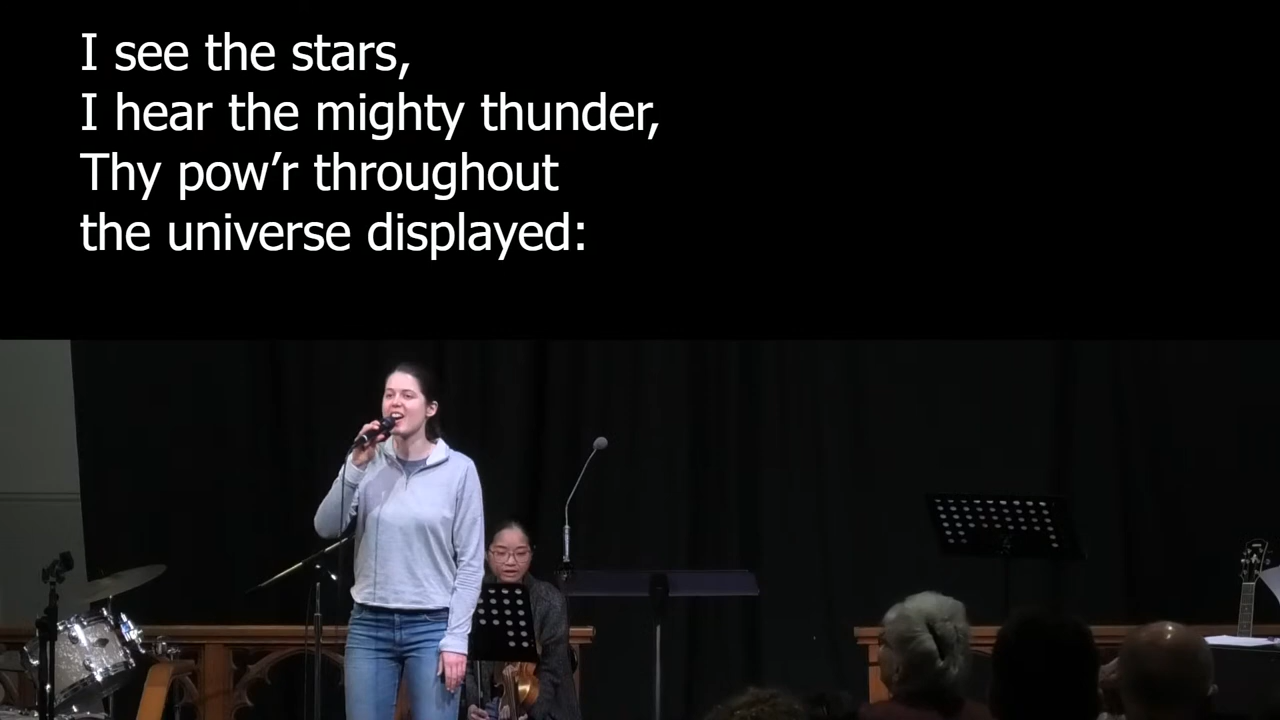 I see the stars,
I hear the mighty thunder,
Thy pow’r throughout
the universe displayed: